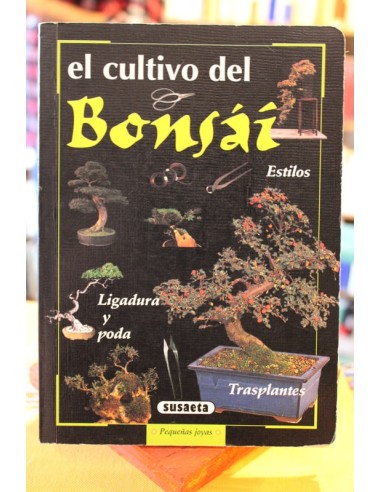 el cultivo del
Bonsái
Estilos
Ligadura
y
poda
Trasplantes
susaeta
Pequeñas joyas